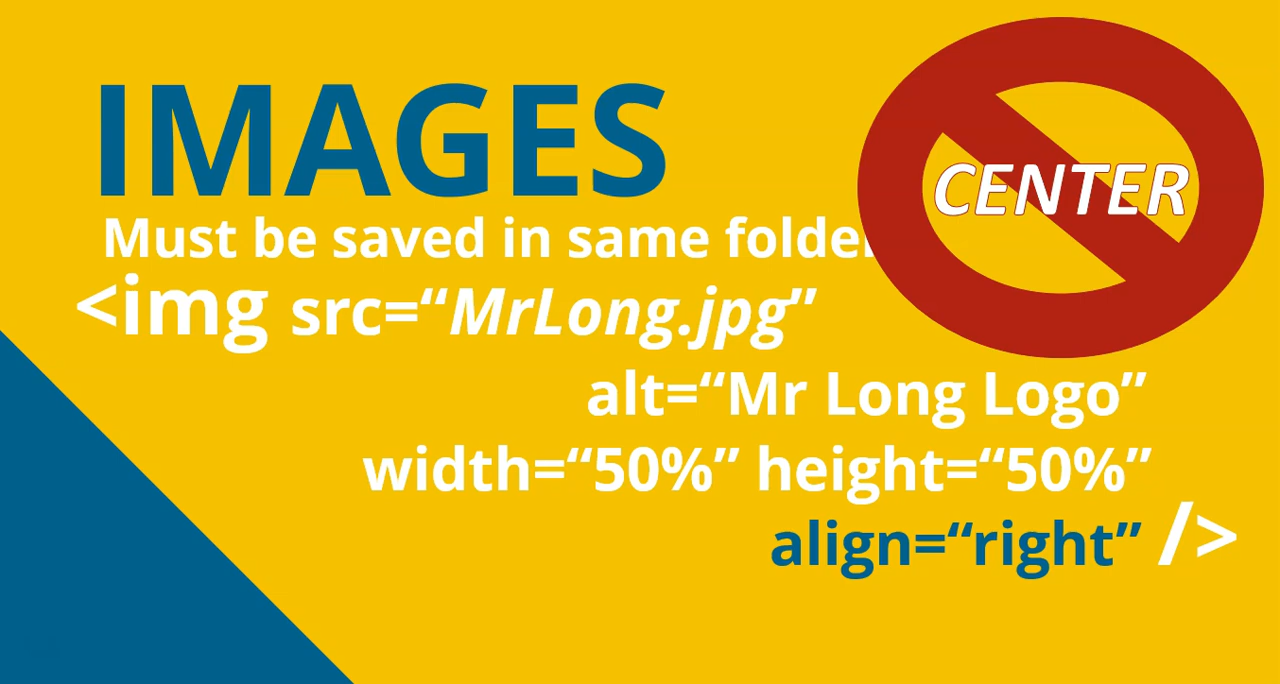 IMAGES
CENTER
Must be saved in same folder
<img src=“MrLong.jpg”
alt=“Mr Long Logo”
width=“50%” height=“50%”
align=“right” />